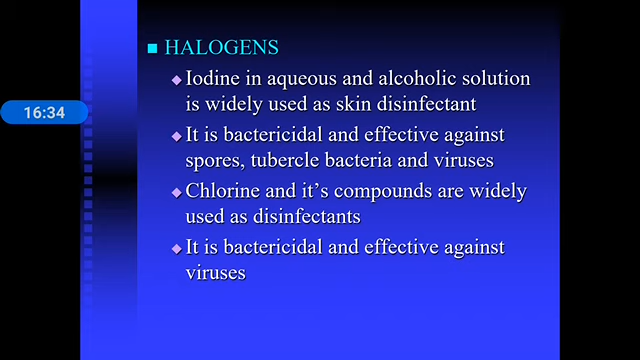 HALOGENS
Iodine in aqueous and alcoholic solution
is widely used as skin disinfectant
16:34
It is bactericidal and effective against
spores, tubercle bacteria and viruses
Chlorine and it's compounds are widely
used as disinfectants
It is bactericidal and effective against
viruses